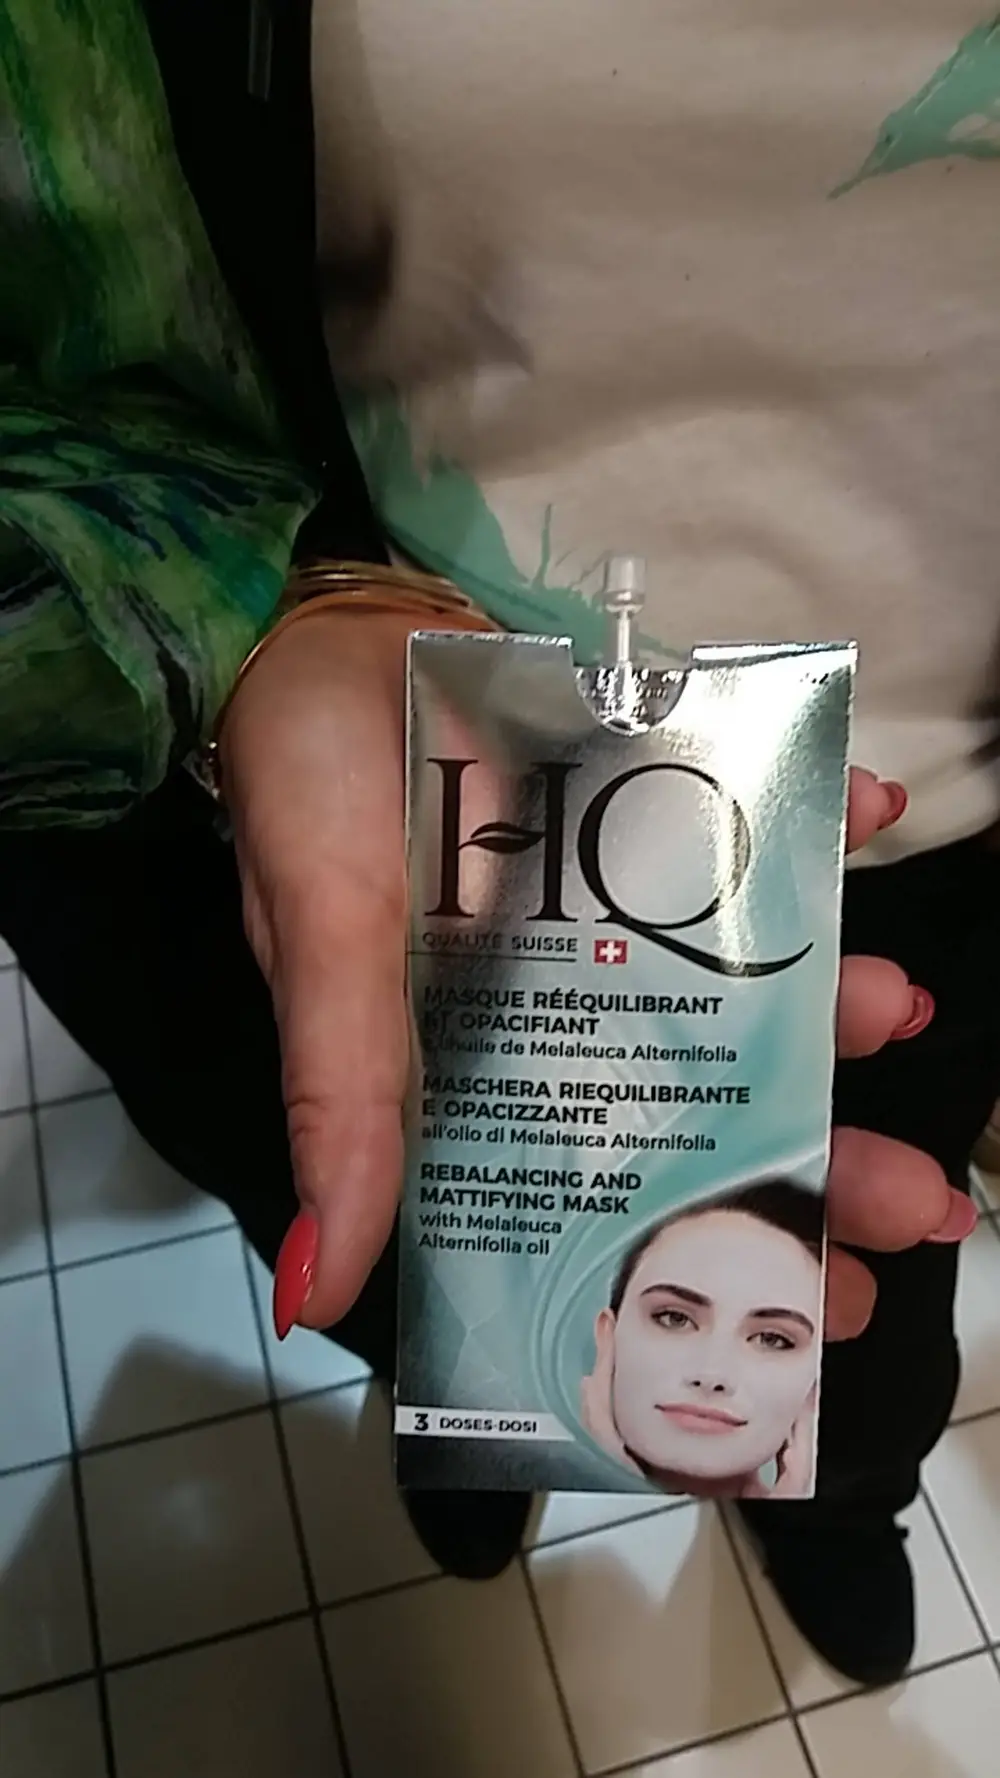 HQ
QUALITÉ SUISSE
MASQUE RÉÉQUILIBRANT
ET OPACIFIANT
à l'huile de Melaleuca Alternifolia
MASCHERA RIEQUILIBRANTE
E OPACIZZANTE
all'olio di Melaleuca Alternifolia
REBALANCING AND
MATTIFYING MASK
with Melaleuca
Alternifolia oil
3 DOSES-DOSI